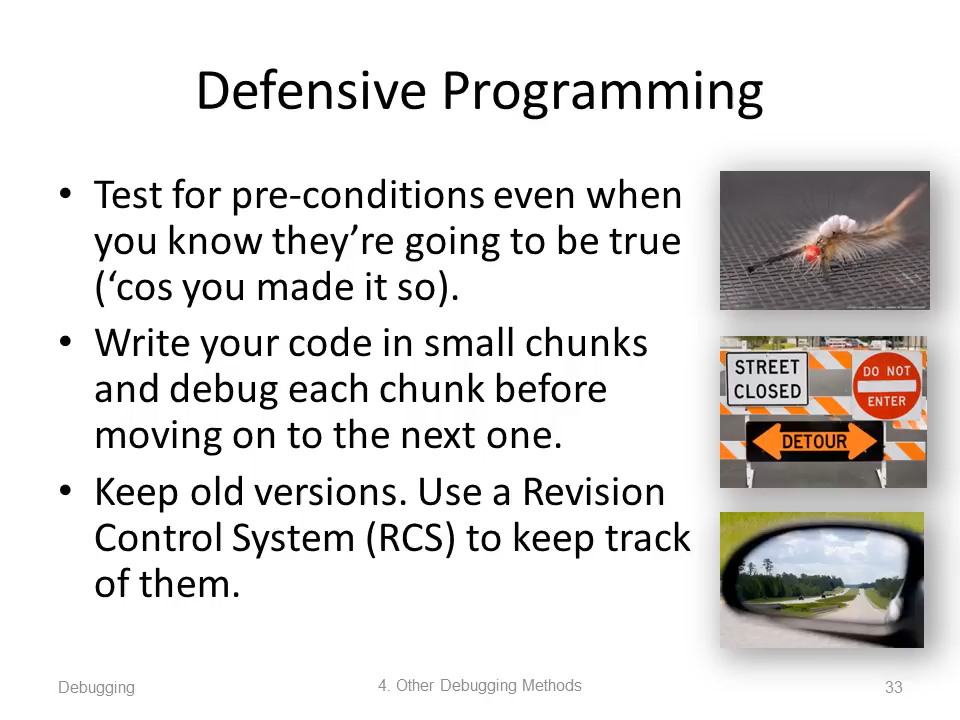 Defensive Programming
• Test for pre-conditions even when
you know they’re going to be true
(‘cos you made it so).
• Write your code in small chunks
and debug each chunk before
moving on to the next one.
• Keep old versions. Use a Revision
Control System (RCS) to keep track
of them.
STREET
CLOSED
DO NOT
ENTER
DETOUR
Debugging
4. Other Debugging Methods
33